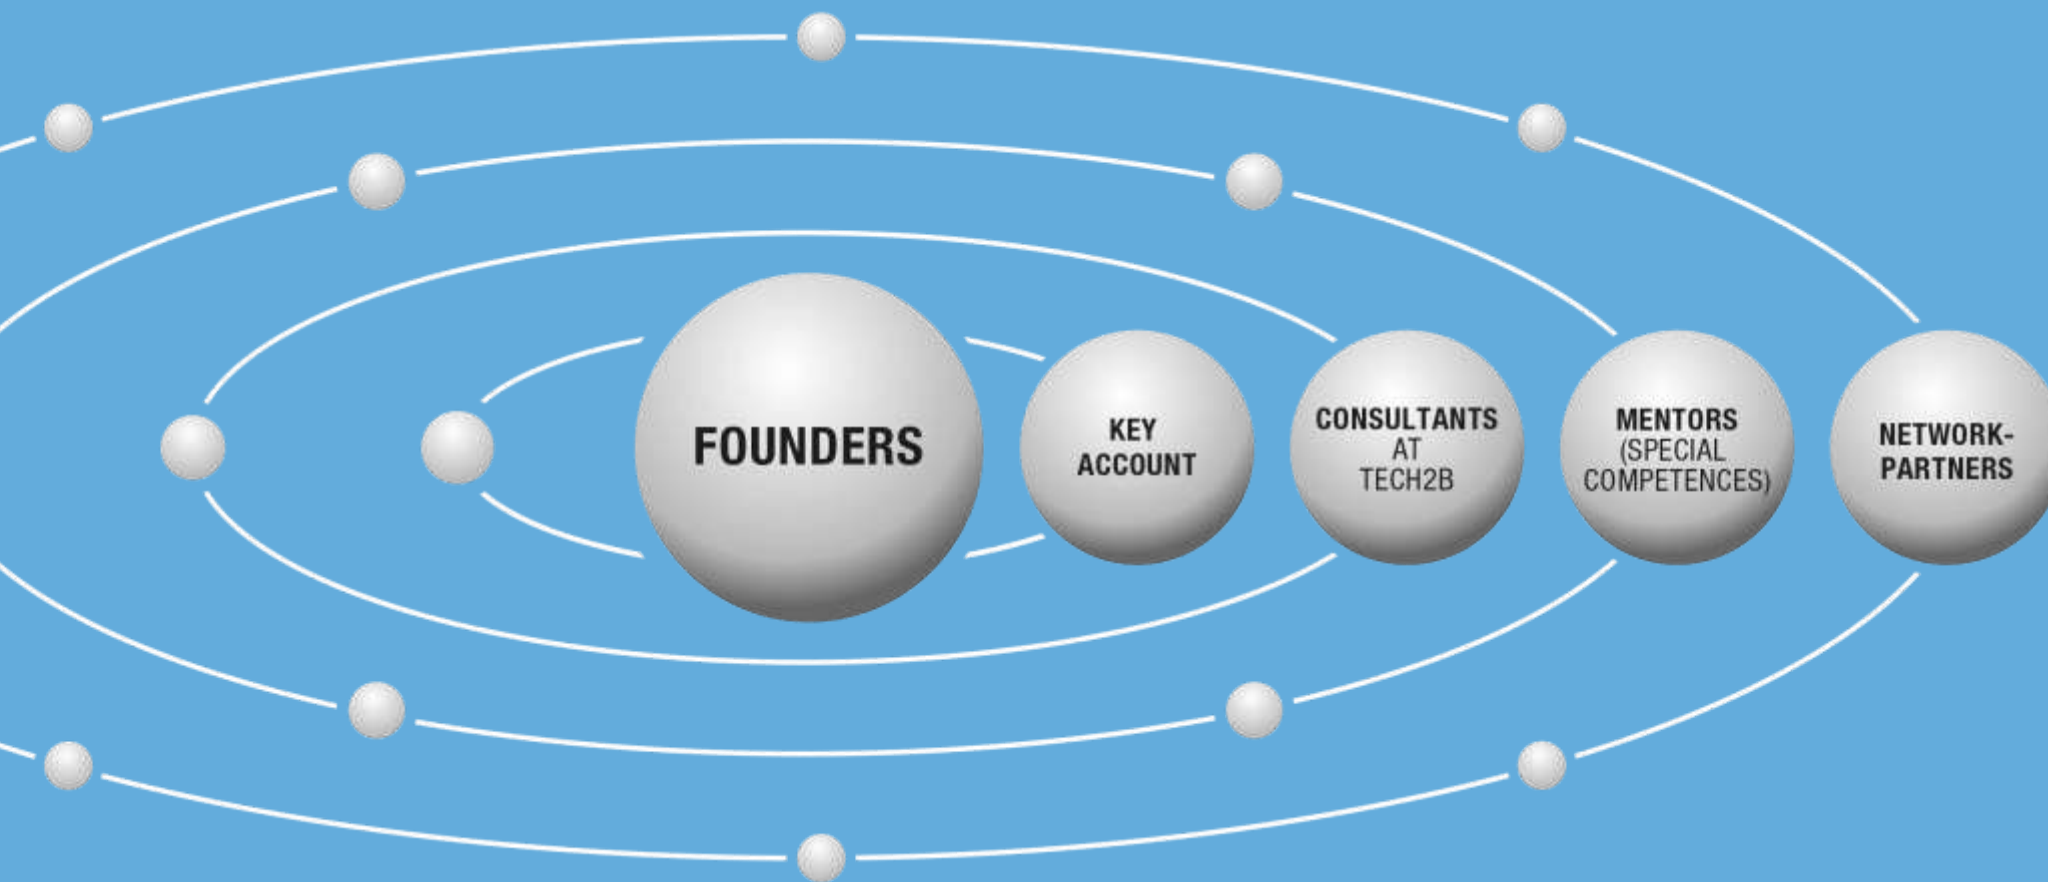 FOUNDERS
KEY
ACCOUNT
CONSULTANTS
AT
TECH2B
MENTORS
(SPECIAL
COMPETENCES)
NETWORK-
PARTNERS